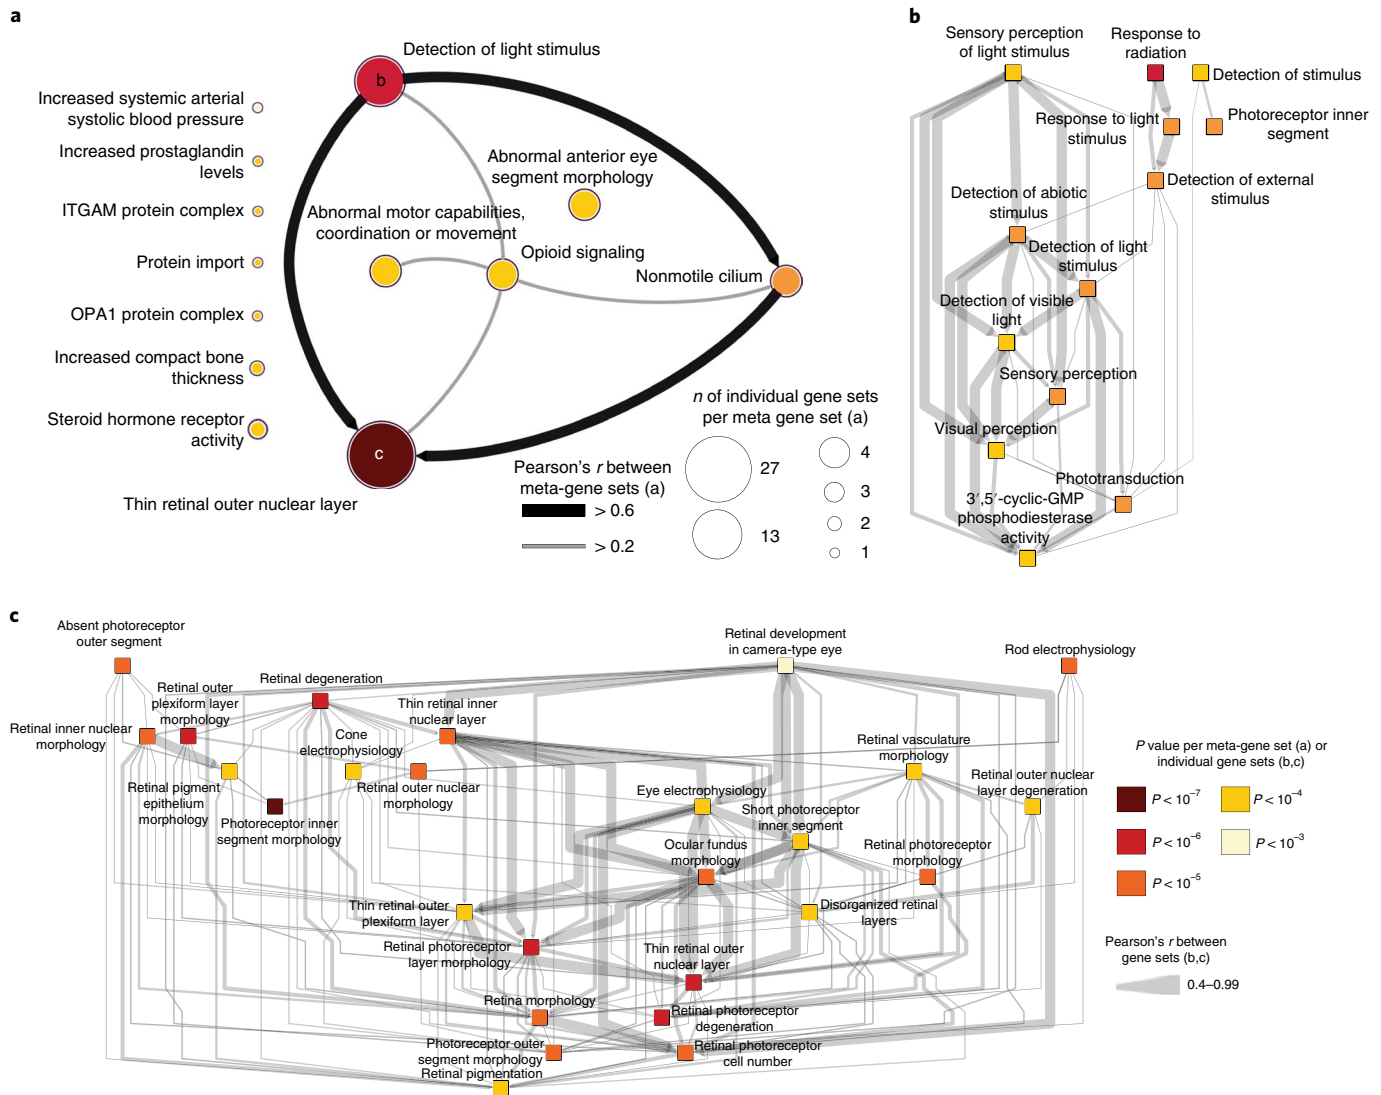 a
Detection of light stimulus
b
Increased systemic arterial
systolic blood pressure
Increased prostaglandin
levels
ITGAM protein complex
Protein import
OPA1 protein complex
Increased compact bone
thickness
Steroid hormone receptor
activity
Abnormal anterior eye
segment morphology
Abnormal motor capabilities,
coordination or movement
Opioid signaling
Nonmotile cilium
c
Thin retinal outer nuclear layer
Pearson's r between
meta-gene sets (a)
> 0.6
> 0.2
n of individual gene sets
per meta gene set (a)
27
13
4
3
2
1
b
Sensory perception
of light stimulus
Response to
radiation
Detection of stimulus
Response to light
stimulus
Photoreceptor inner
segment
Detection of external
stimulus
Detection of abiotic
stimulus
Detection of light
stimulus
Detection of visible
light
Sensory perception
Visual perception
Phototransduction
3′,5′-cyclic-GMP
phosphodiesterase
activity
c
Absent photoreceptor
outer segment
Retinal development
in camera-type eye
Rod electrophysiology
Retinal degeneration
Retinal outer
plexiform layer
morphology
Thin retinal inner
nuclear layer
Retinal inner nuclear
morphology
Cone
electrophysiology
Retinal vasculature
morphology
Retinal pigment
epithelium
morphology
Retinal outer nuclear
morphology
Retinal outer nuclear
layer degeneration
Photoreceptor inner
segment morphology
Eye electrophysiology
Short photoreceptor
inner segment
Ocular fundus
morphology
Retinal photoreceptor
morphology
Thin retinal outer
plexiform layer
Disorganized retinal
layers
Retinal photoreceptor
layer morphology
Thin retinal outer
nuclear layer
Retina morphology
Retinal photoreceptor
degeneration
Photoreceptor outer
segment morphology
Retinal photoreceptor
cell number
Retinal pigmentation
P value per meta-gene set (a) or
individual gene sets (b,c)
P < 10⁻⁷
P < 10⁻⁴
P < 10⁻⁶
P < 10⁻³
P < 10⁻⁵
Pearson's r between
gene sets (b,c)
0.4–0.99